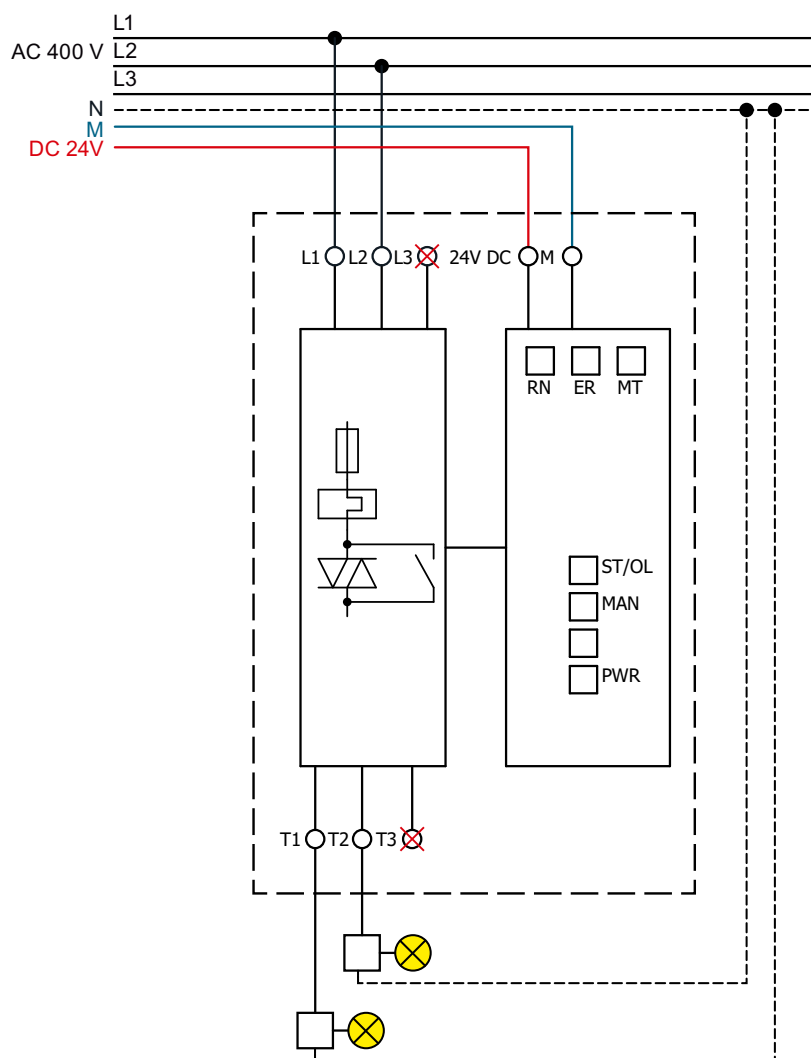 L1
AC 400 V L2
L3
N
M
DC 24V
L1 L2 L3 24V DC M
RN ER MT
ST/OL
MAN
PWR
T1 T2 T3